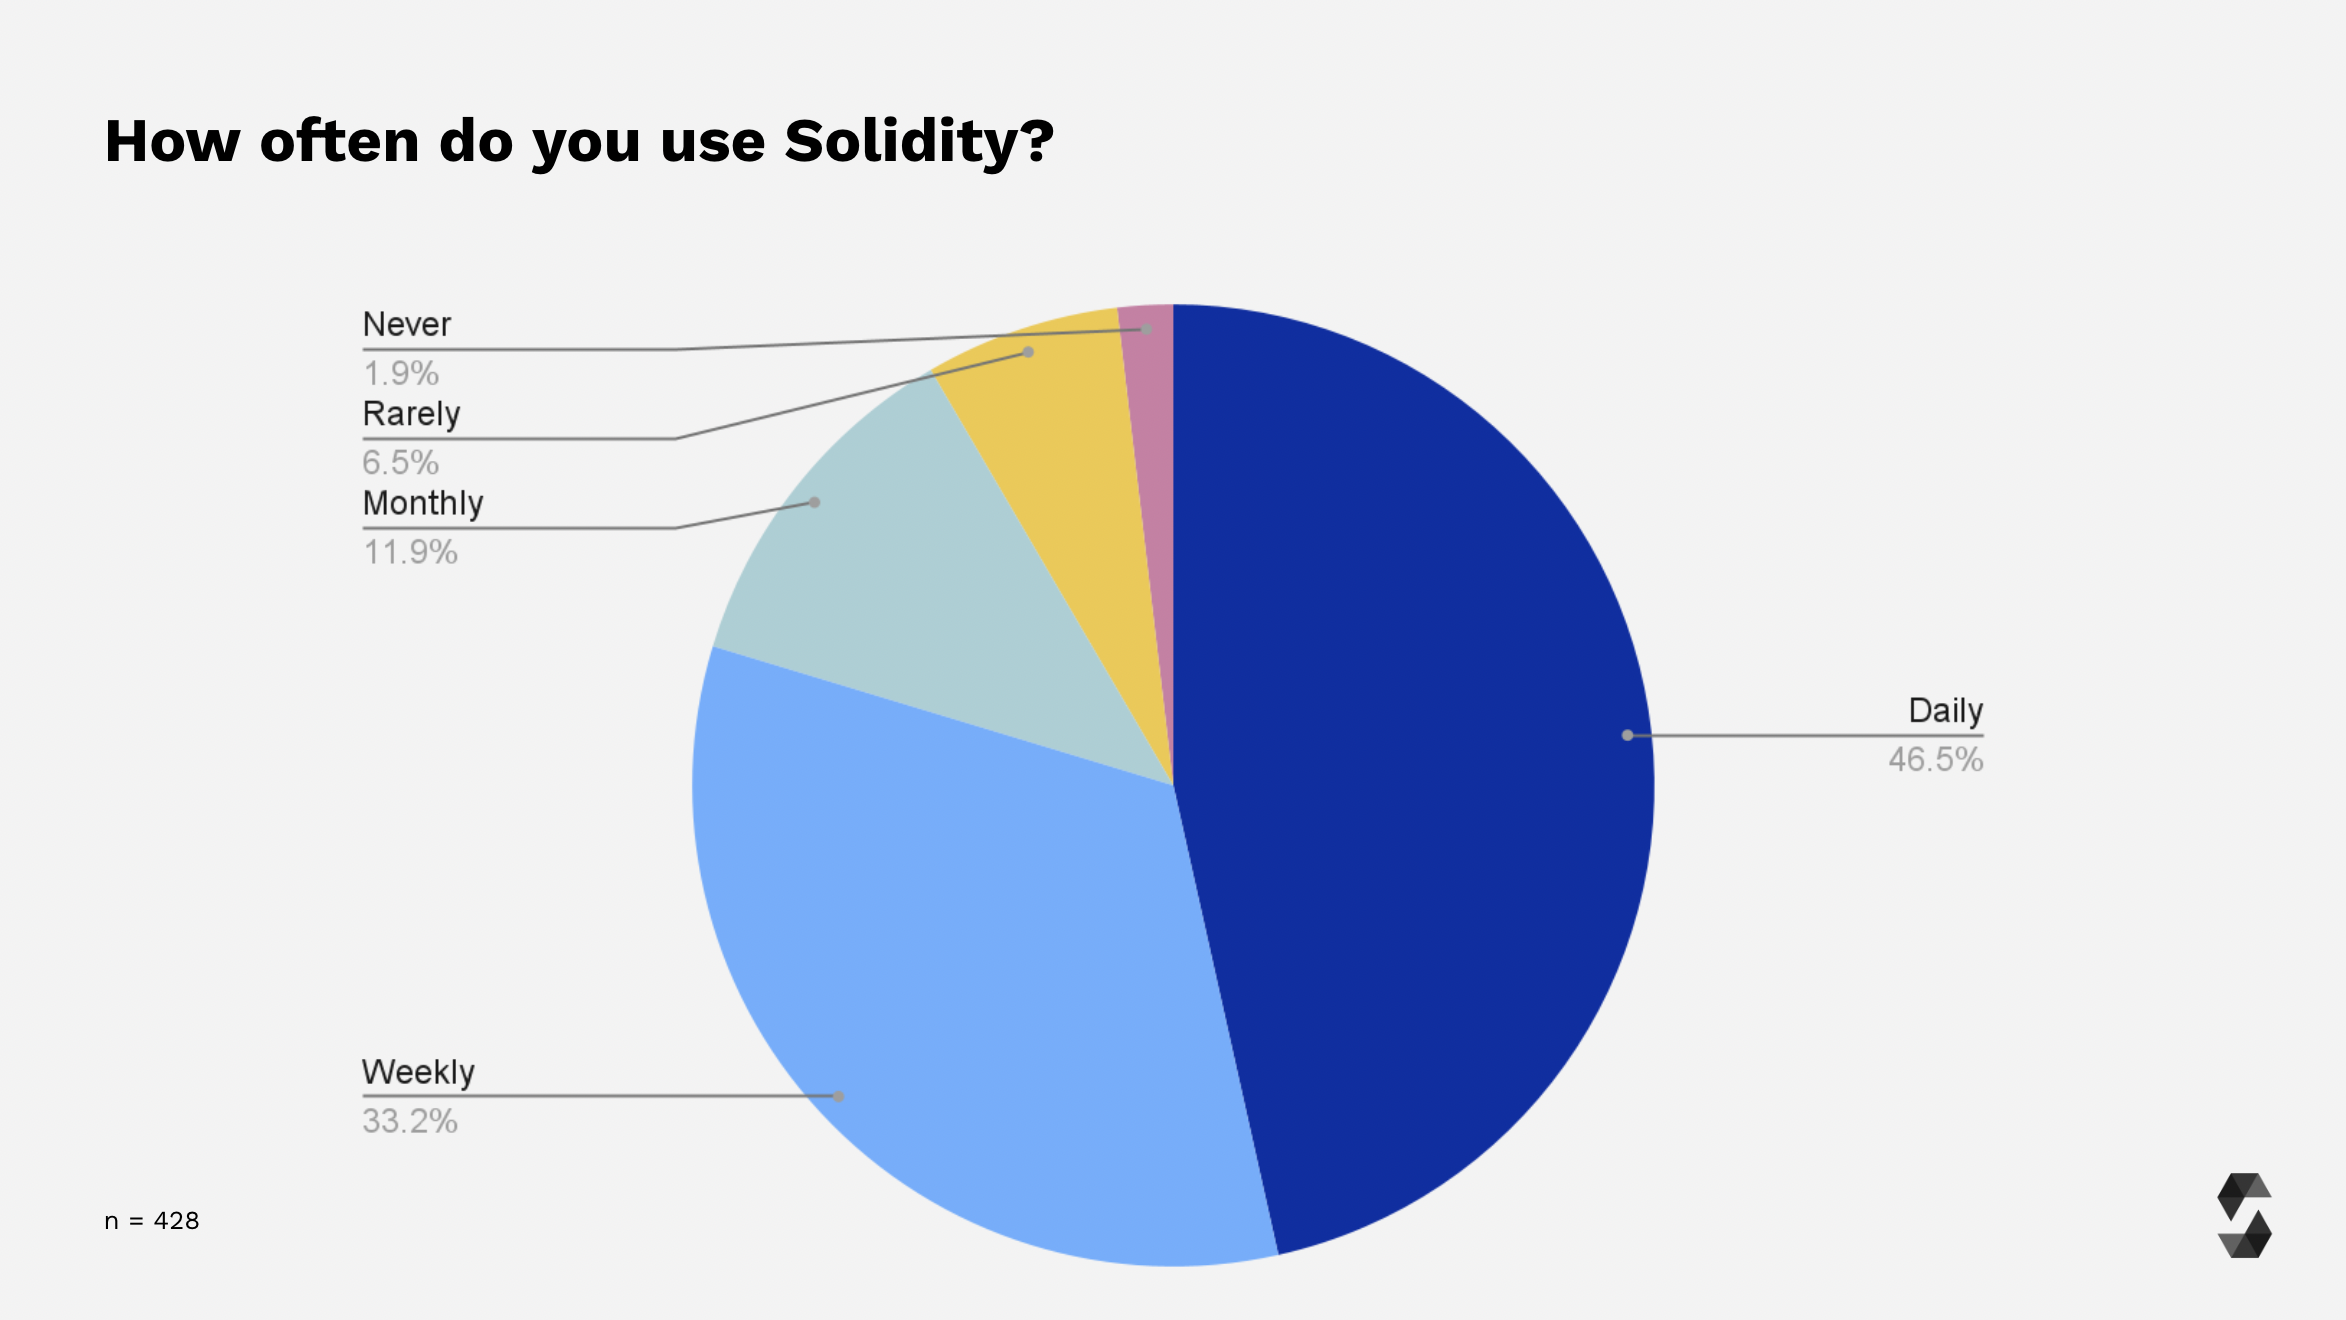 How often do you use Solidity?
Never
1.9%
Rarely
6.5%
Monthly
11.9%
Daily
46.5%
Weekly
33.2%
n = 428